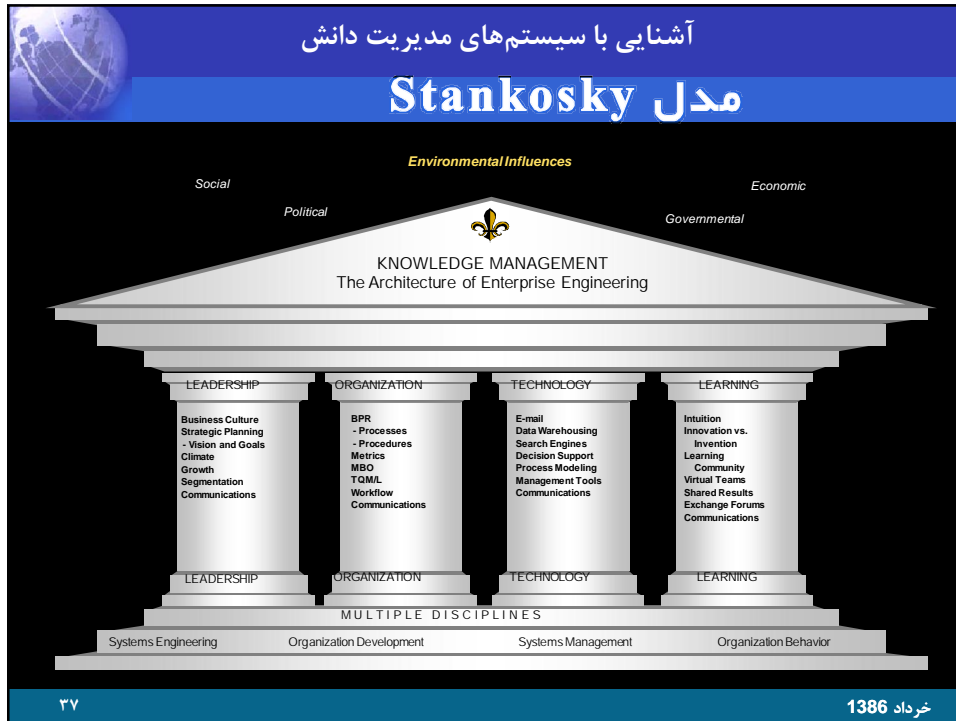 آشنایی با سیستم‌های مدیریت دانش
مدل Stankosky
Environmental Influences
Social
Economic
Political
Governmental
KNOWLEDGE MANAGEMENT
The Architecture of Enterprise Engineering
LEADERSHIP
Business Culture
Strategic Planning
- Vision and Goals
Climate
Growth
Segmentation
Communications
LEADERSHIP
ORGANIZATION
BPR
- Processes
- Procedures
Metrics
MBO
TQM/L
Workflow
Communications
ORGANIZATION
TECHNOLOGY
E-mail
Data Warehousing
Search Engines
Decision Support
Process Modeling
Management Tools
Communications
TECHNOLOGY
LEARNING
Intuition
Innovation vs.
Invention
Learning
Community
Virtual Teams
Shared Results
Exchange Forums
Communications
LEARNING
MULTIPLE DISCIPLINES
Systems Engineering
Organization Development
Systems Management
Organization Behavior
خرداد 1386
۳۷